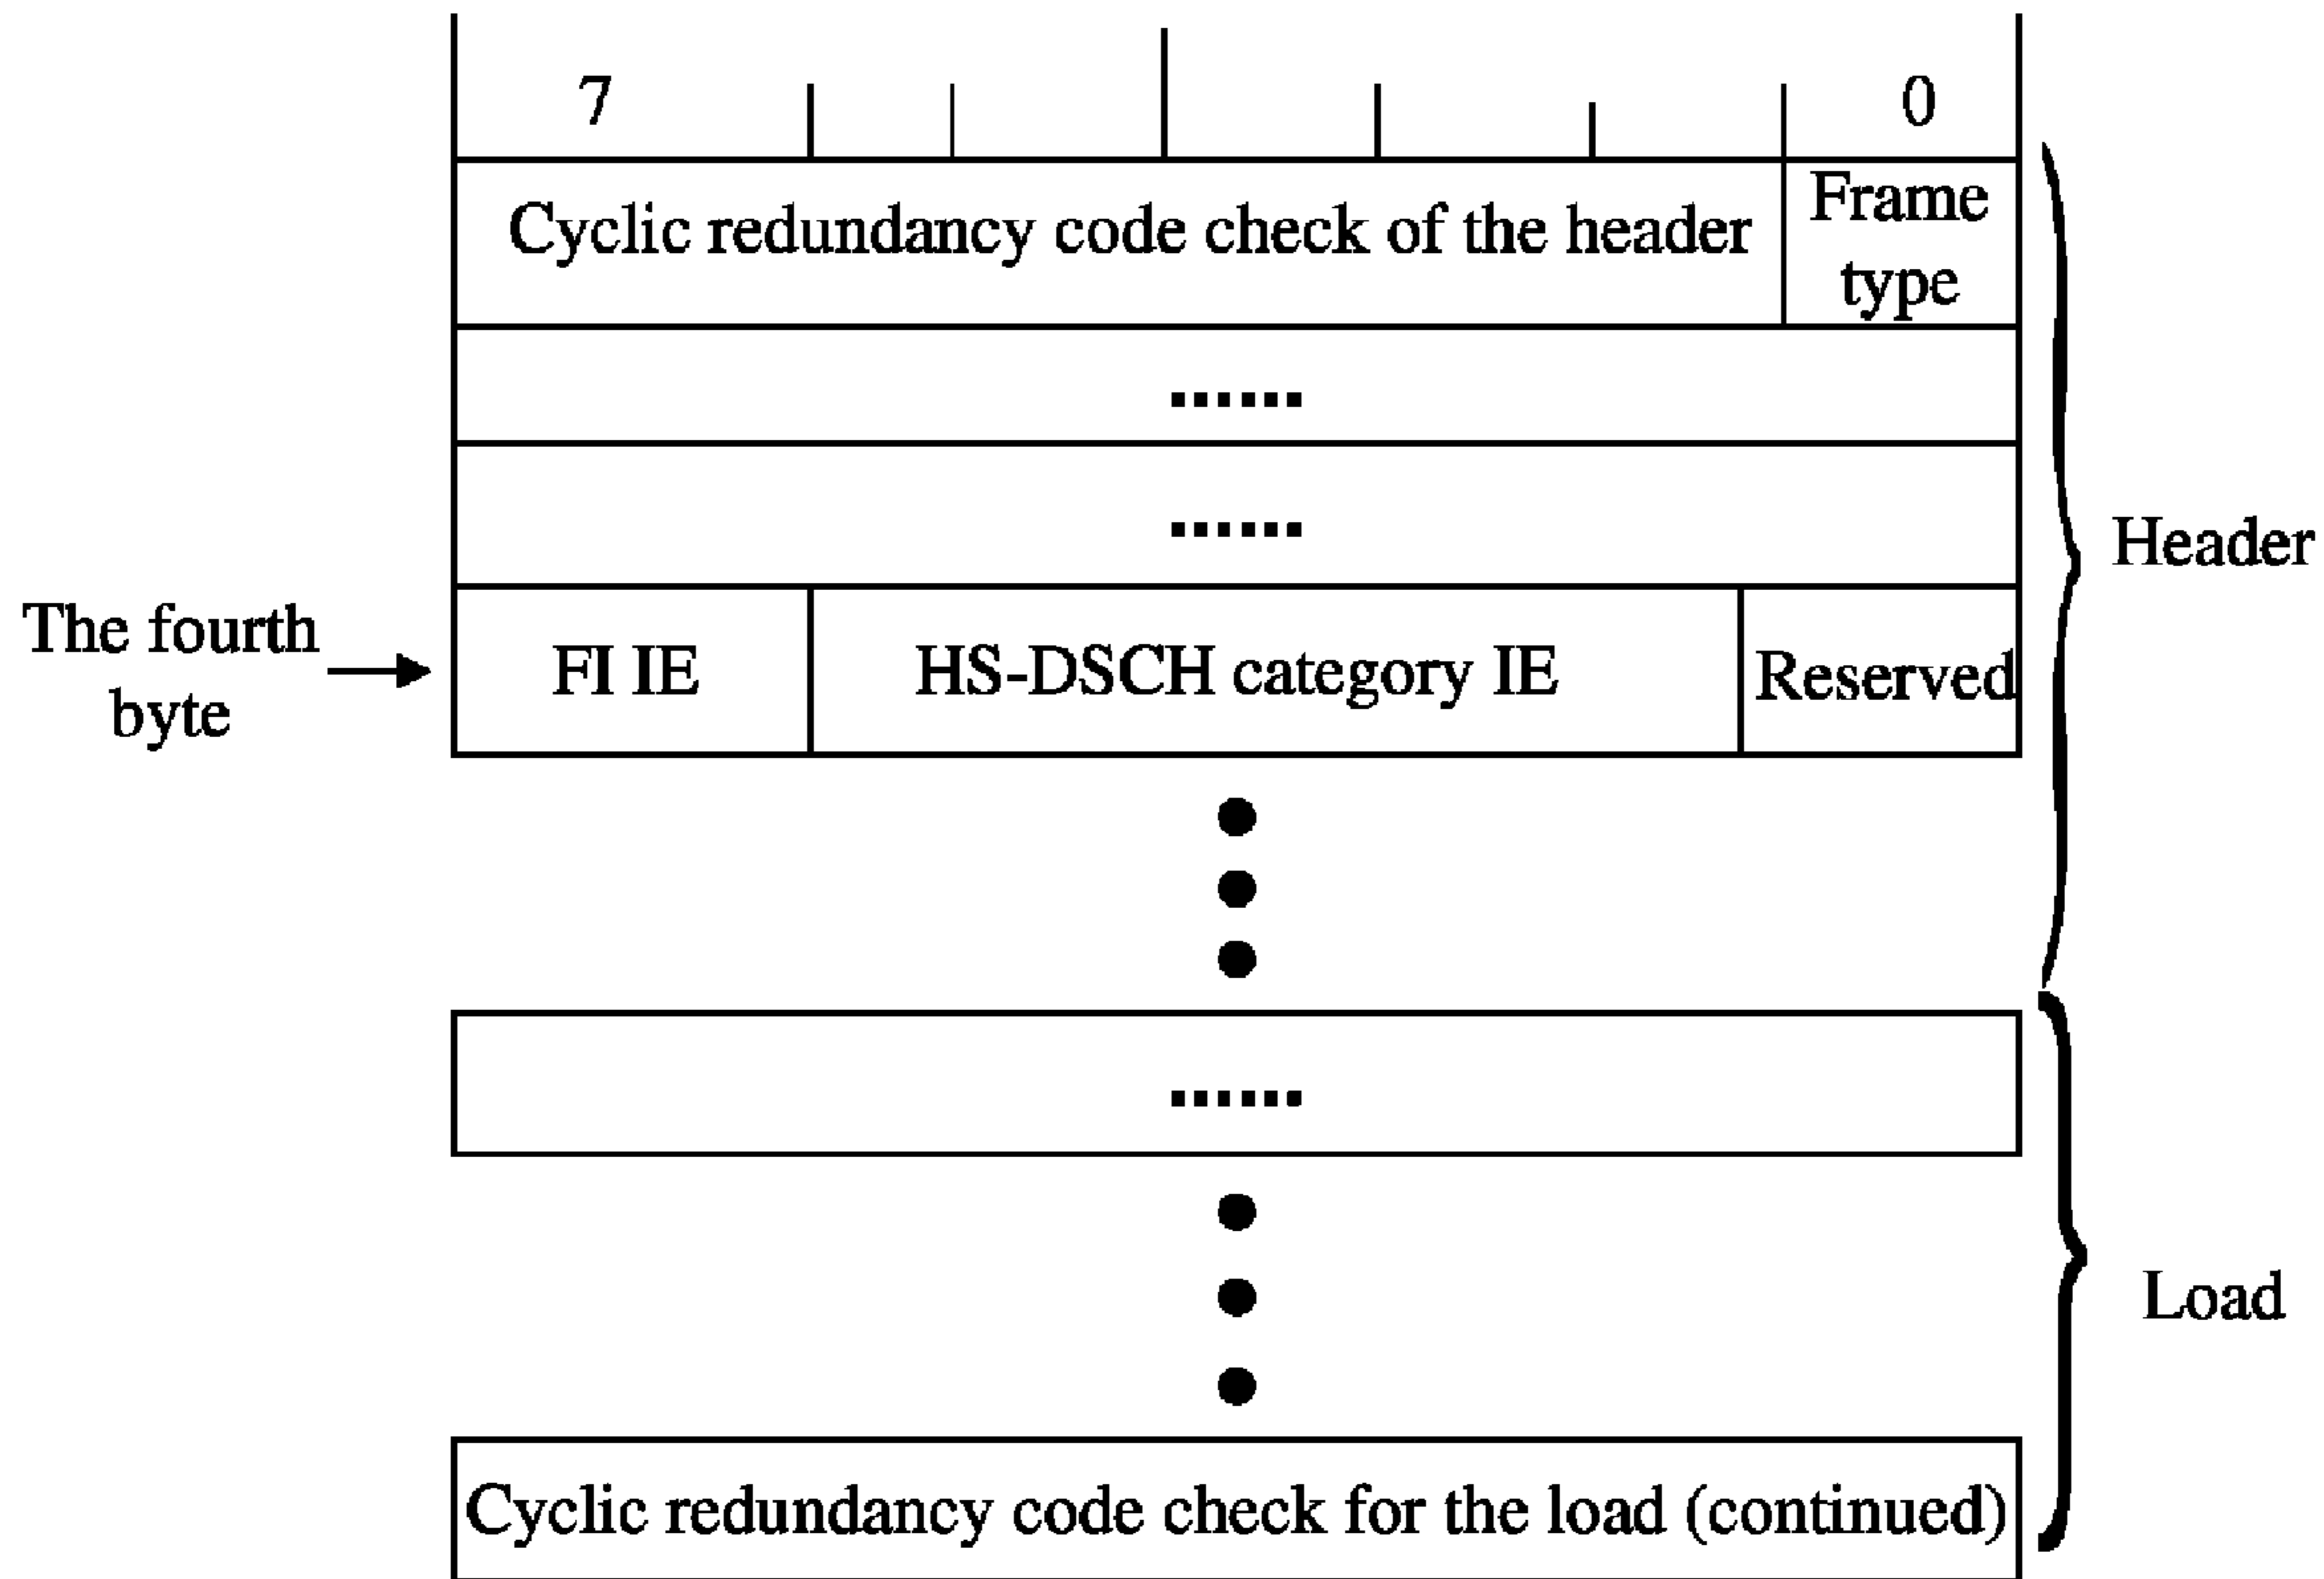 7 0
Cyclic redundancy code check of the header
Frame
type
.......
.......
Header
The fourth
byte
FI IE
HS-DSCH category IE
Reserved
.......
Load
Cyclic redundancy code check for the load (continued)